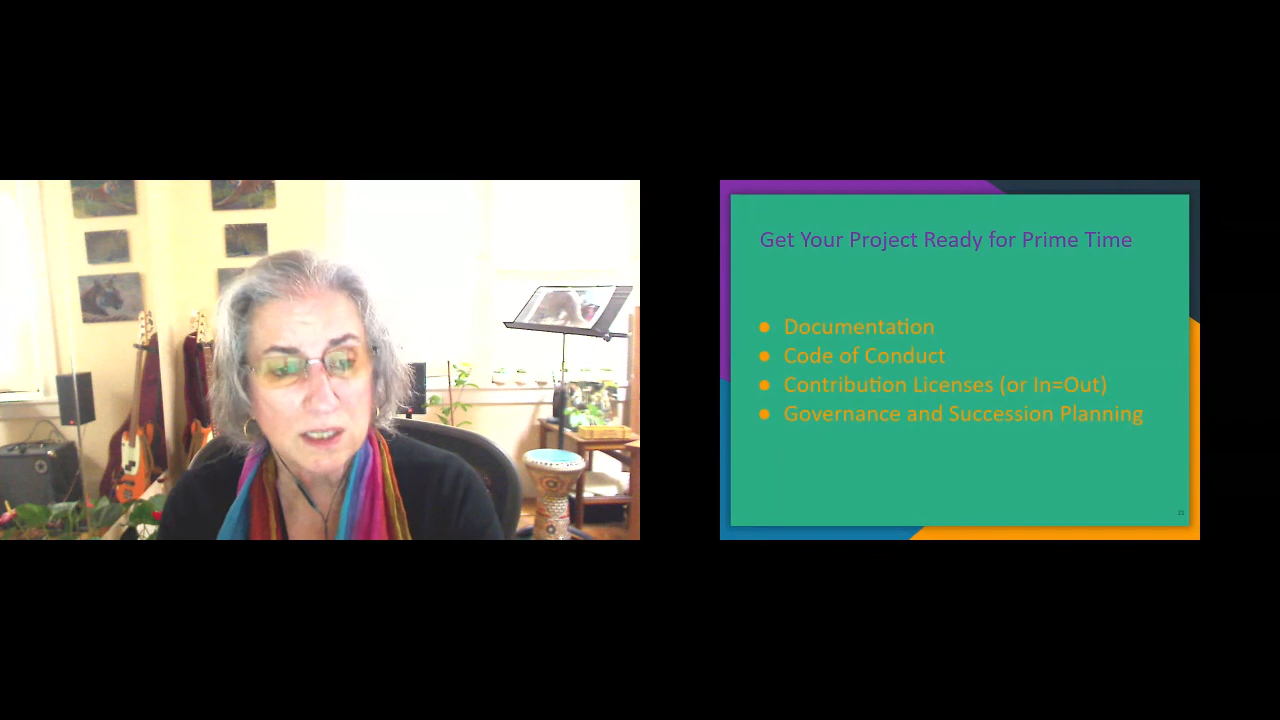 Get Your Project Ready for Prime Time
● Documentation
● Code of Conduct
● Contribution Licenses (or In=Out)
● Governance and Succession Planning